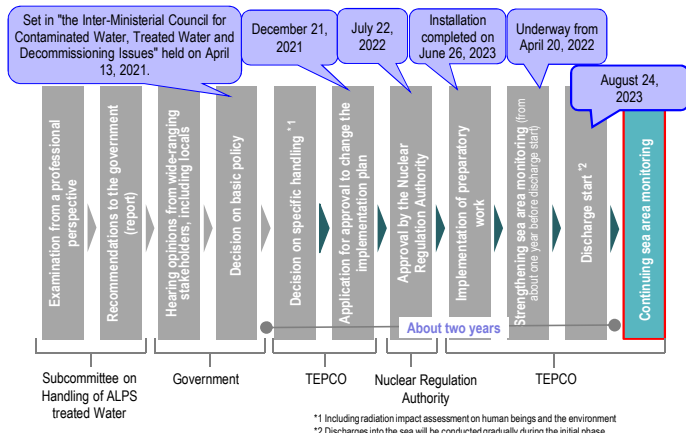 Set in "the Inter-Ministerial Council for
Contaminated Water, Treated Water and
Decommissioning Issues" held on April
13, 2021.
December 21,
2021
July 22,
2022
Installation
completed on
June 26, 2023
Underway from
April 20, 2022
August 24,
2023
Examination from a professional
perspective
Recommendations to the government
(report)
Hearing opinions from wide-ranging
stakeholders, including locals
Decision on basic policy
Decision on specific handling *1
Application for approval to change the
implementation plan
Approval by the Nuclear
Regulation Authority
Implementation of preparatory
work
Strengthening sea area monitoring (from
about one year before discharge start)
Discharge start *2
Continuing sea area monitoring
About two years
Subcommittee on
Handling of ALPS
treated Water
Government
TEPCO
Nuclear Regulation
Authority
TEPCO
*1 Including radiation impact assessment on human beings and the environment
*2 Discharges into the sea will be conducted gradually during the initial phase